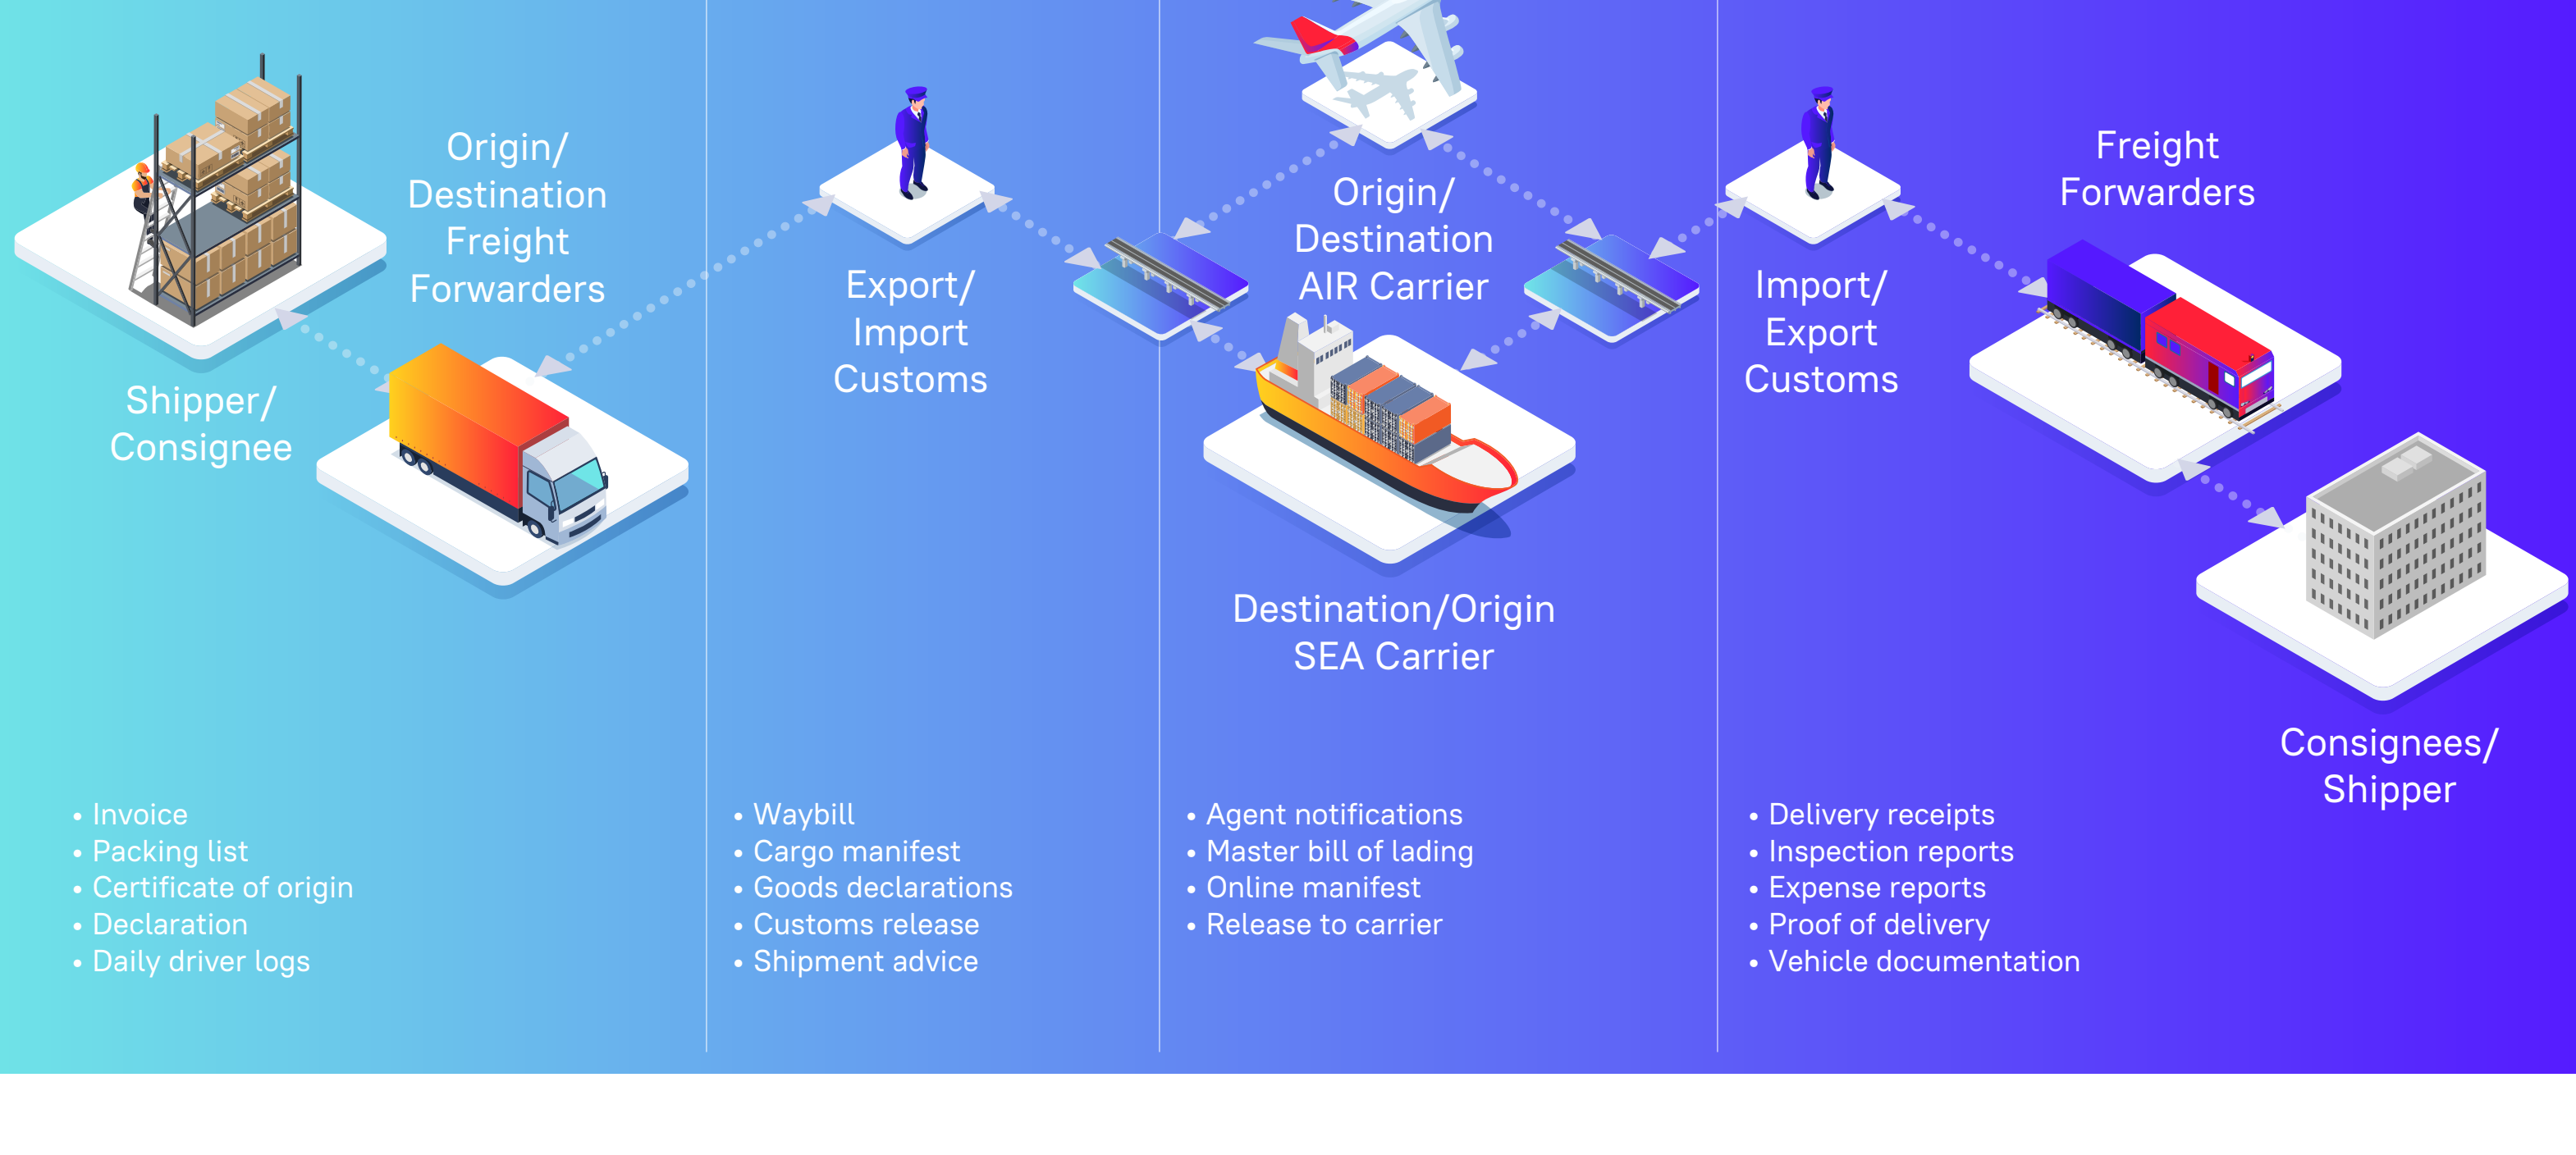 Origin/
Destination
Freight
Forwarders
Shipper/
Consignee
Export/
Import
Customs
Origin/
Destination
AIR Carrier
Destination/Origin
SEA Carrier
Import/
Export
Customs
Freight
Forwarders
Consignees/
Shipper
• Invoice
• Packing list
• Certificate of origin
• Declaration
• Daily driver logs
• Waybill
• Cargo manifest
• Goods declarations
• Customs release
• Shipment advice
• Agent notifications
• Master bill of lading
• Online manifest
• Release to carrier
• Delivery receipts
• Inspection reports
• Expense reports
• Proof of delivery
• Vehicle documentation